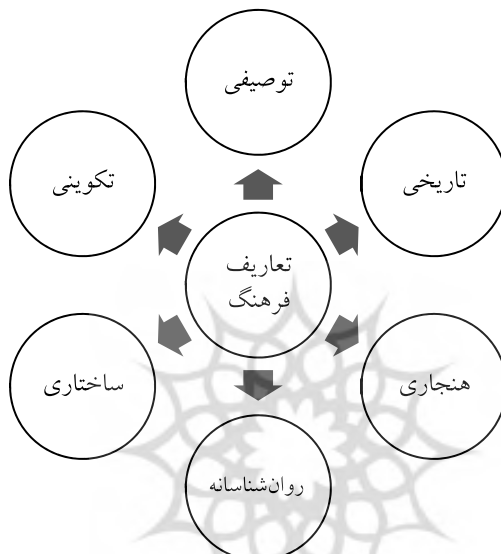 توصیفی
تاریخی
تکوینی
تعاریف
فرهنگ
هنجاری
ساختاری
روان‌شناسانه